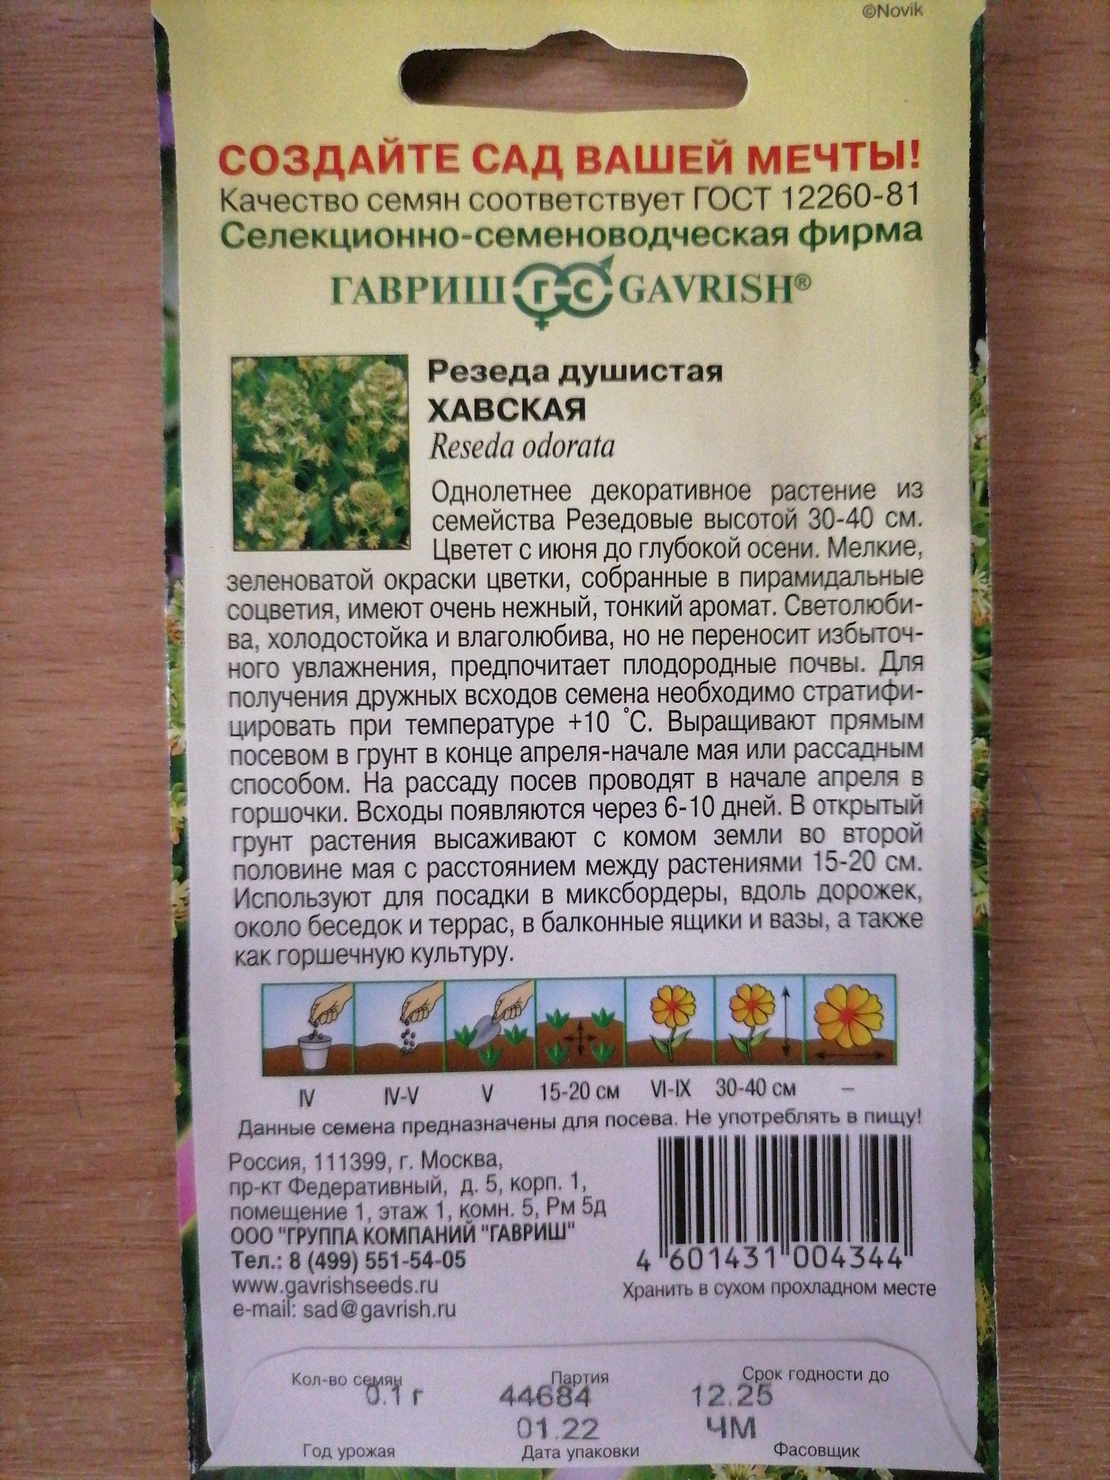 ©Novik
СОЗДАЙТЕ САД ВАШЕЙ МЕЧТЫ!
Качество семян соответствует ГОСТ 12260-81
Селекционно-семеноводческая фирма
ГАВРИШ Г-С GAVRISH®
Резеда душистая
ХАВСКАЯ
Reseda odorata
Однолетнее декоративное растение из
семейства Резедовые высотой 30-40 см.
Цветет с июня до глубокой осени. Мелкие,
зеленоватой окраски цветки, собранные в пирамидальные
соцветия, имеют очень нежный, тонкий аромат. Светолюби-
ва, холодостойка и влаголюбива, но не переносит избыточ-
ного увлажнения, предпочитает плодородные почвы. Для
получения дружных всходов семена необходимо стратифи-
цировать при температуре +10 ˚С. Выращивают прямым
посевом в грунт в конце апреля-начале мая или рассадным
способом. На рассаду посев проводят в начале апреля в
горшочки. Всходы появляются через 6-10 дней. В открытый
грунт растения высаживают с комом земли во второй
половине мая с расстоянием между растениями 15-20 см.
Используют для посадки в миксбордеры, вдоль дорожек,
около беседок и террас, в балконные ящики и вазы, а также
как горшечную культуру.
IV IV-V V 15-20 см VI-IX 30-40 см –
Данные семена предназначены для посева. Не употреблять в пищу!
Россия, 111399, г. Москва,
пр-кт Федеративный, д. 5, корп. 1,
помещение 1, этаж 1, комн. 5, Рм 5д
ООО "ГРУППА КОМПАНИЙ "ГАВРИШ"
Тел.: 8 (499) 551-54-05
www.gavrishseeds.ru
e-mail: sad@gavrish.ru
4 601431 004344
Хранить в сухом прохладном месте
Кол-во семян Партия Срок годности до
0.1 г 44684 12.25
01.22 ЧМ
Год урожая Дата упаковки Фасовщик